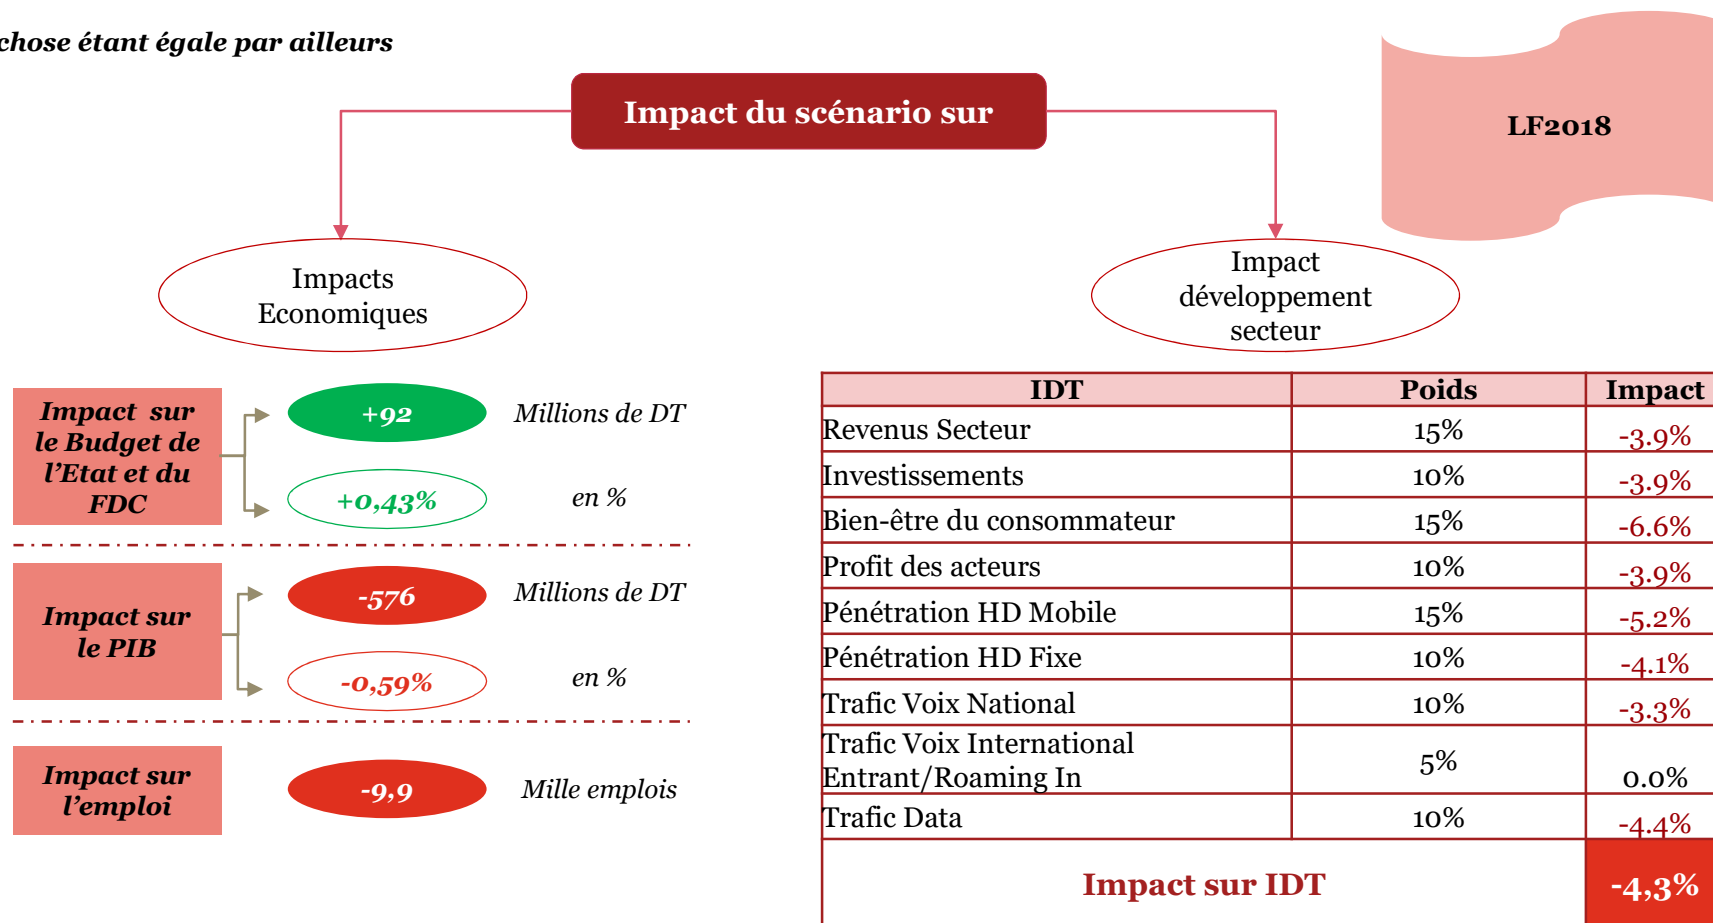 chose étant égale par ailleurs
Impact du scénario sur
LF2018
Impacts
Economiques
Impact
développement
secteur
Impact sur
le Budget de
l'Etat et du
FDC
+92
Millions de DT
+0,43%
en %
Impact sur
le PIB
-576
Millions de DT
-0,59%
en %
Impact sur
l'emploi
-9,9
Mille emplois
IDT Poids Impact
Revenus Secteur 15% -3.9%
Investissements 10% -3.9%
Bien-être du consommateur 15% -6.6%
Profit des acteurs 10% -3.9%
Pénétration HD Mobile 15% -5.2%
Pénétration HD Fixe 10% -4.1%
Trafic Voix National 10% -3.3%
Trafic Voix International
Entrant/Roaming In 5% 0.0%
Trafic Data 10% -4.4%
Impact sur IDT -4,3%